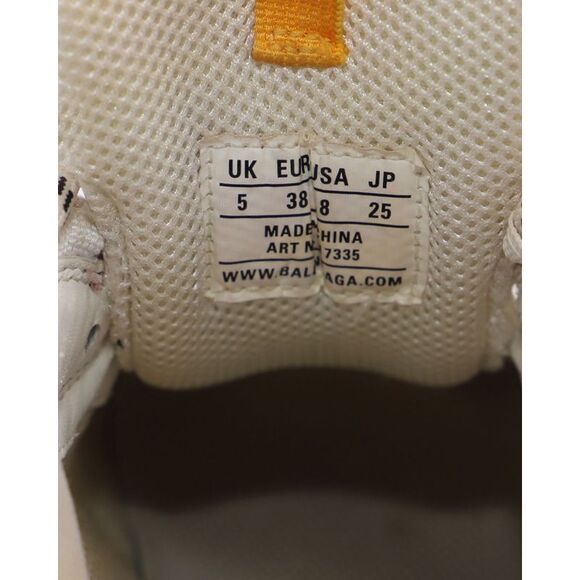 UK EUR USA JP
5 38 8 25
MADE CHINA
ART N 7335
WWW.BAL AGA.COM